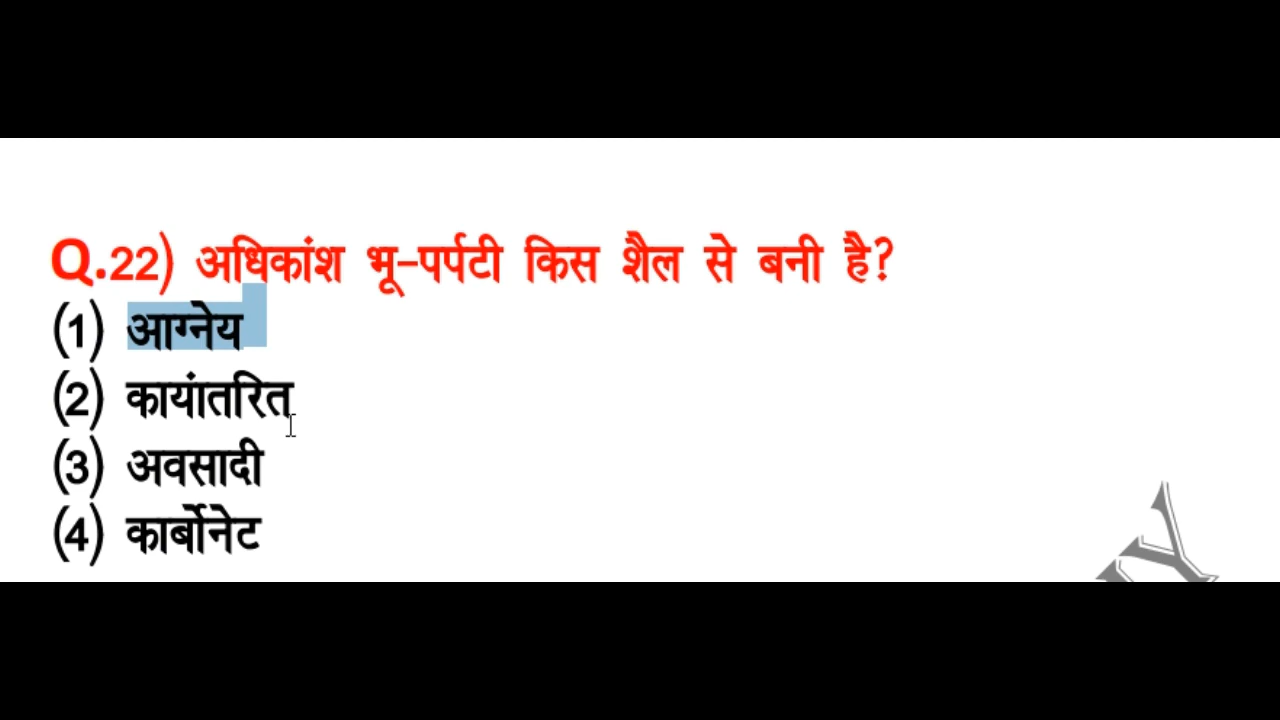 Q.22) अधिकांश भू-पर्पटी किस शैल से बनी है?
(1) आग्नेय
(2) कायांतरित
(3) अवसादी
(4) कार्बोनेट